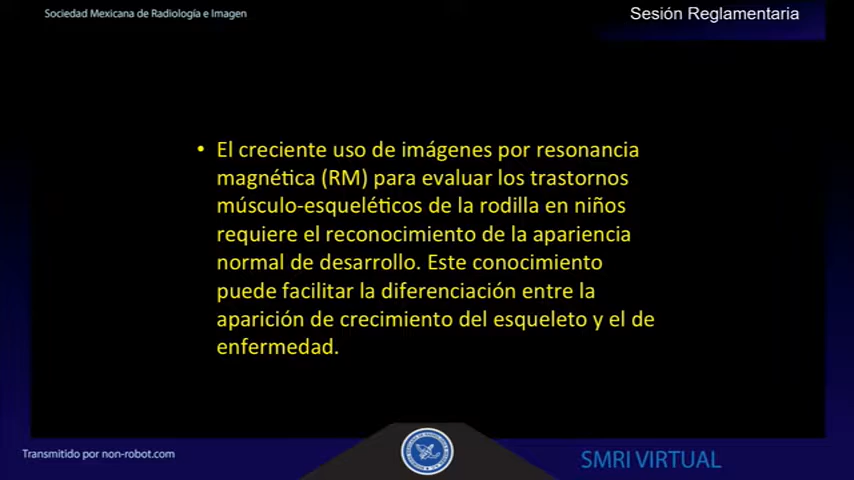 Sociedad Mexicana de Radiología e Imagen
Sesión Reglamentaria
• El creciente uso de imágenes por resonancia
magnética (RM) para evaluar los trastornos
músculo-esqueléticos de la rodilla en niños
requiere el reconocimiento de la apariencia
normal de desarrollo. Este conocimiento
puede facilitar la diferenciación entre la
aparición de crecimiento del esqueleto y el de
enfermedad.
Transmitido por non-robot.com
SMRI VIRTUAL